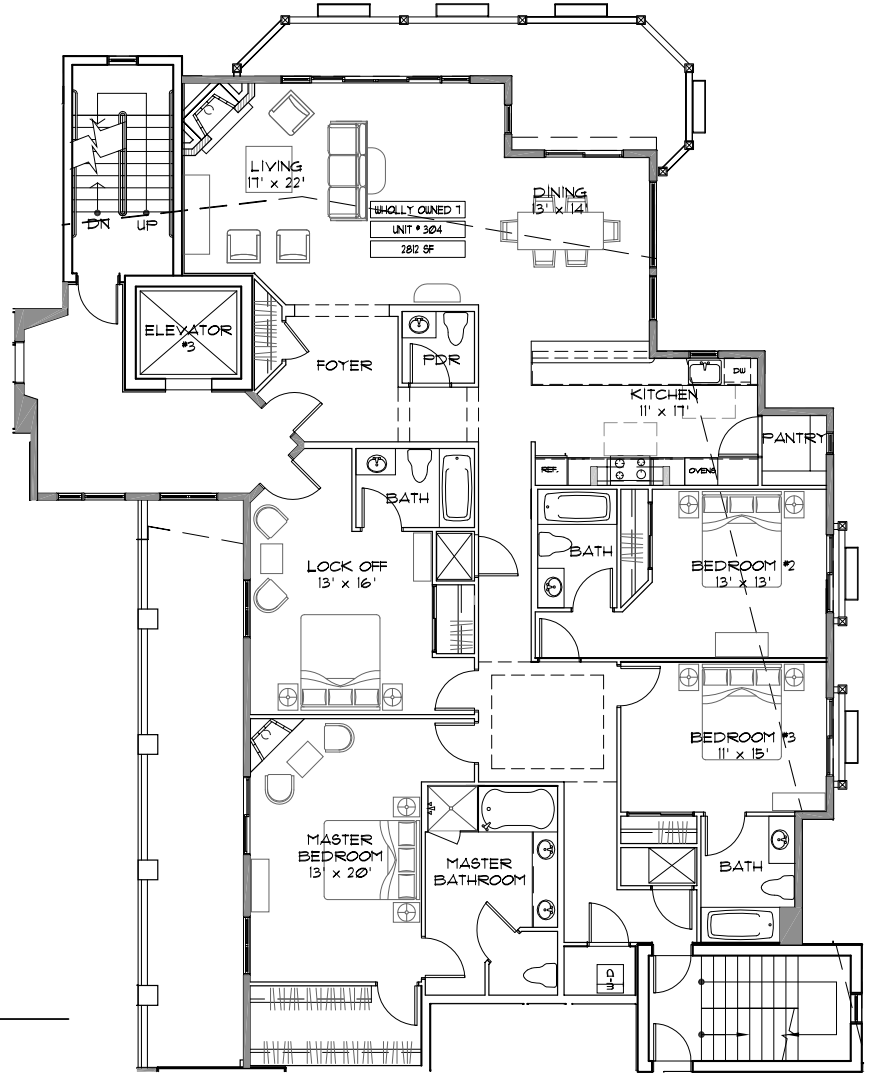 LIVING
17' x 22'
DINING
13' x 14'
WHOLLY OWNED 7
UNIT # 304
2812 SF
DN
UP
ELEVATOR
#3
FOYER
PDR
DW
KITCHEN
11' x 17'
PANTRY
REF.
OVENS
BATH
LOCK OFF
13' x 16'
BATH
BEDROOM #2
13' x 13'
BEDROOM #3
11' x 15'
MASTER
BEDROOM
13' x 20'
MASTER
BATHROOM
BATH
W-D